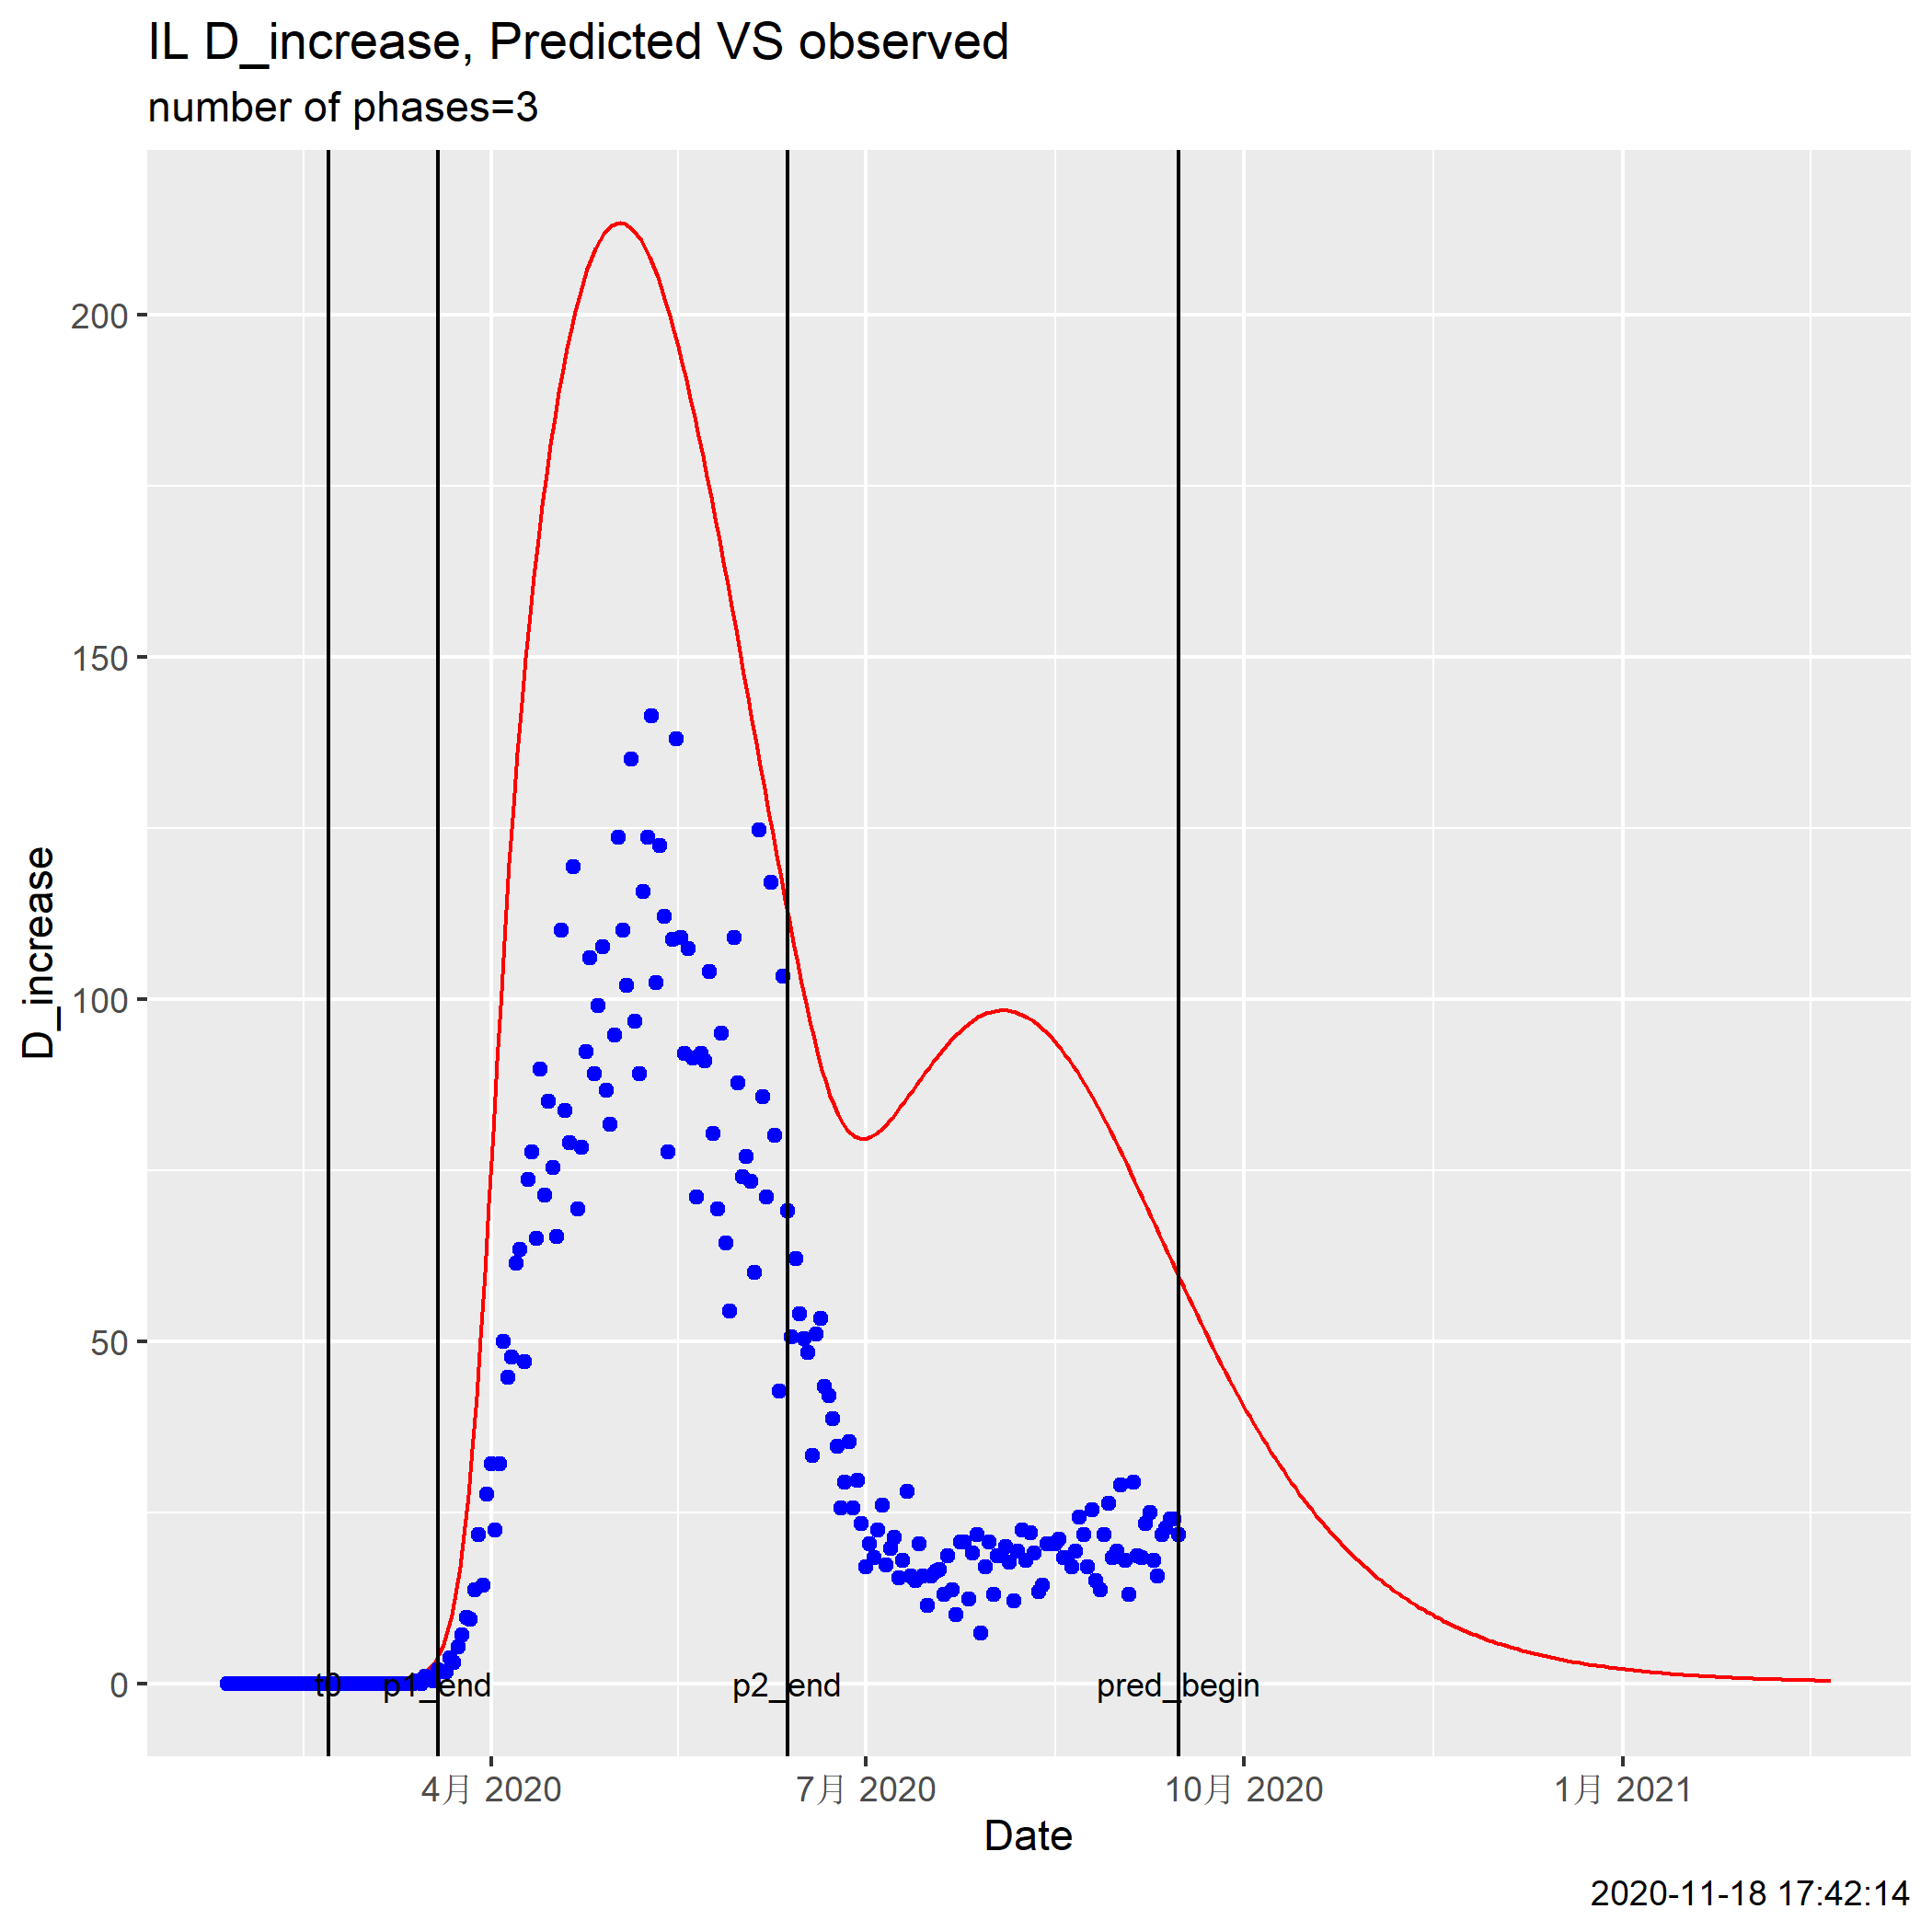 IL D_increase, Predicted VS observed
number of phases=3
200
150
100
50
0
D_increase
t0
p1_end
p2_end
pred_begin
4月 2020
7月 2020
10月 2020
1月 2021
Date
2020-11-18 17:42:14